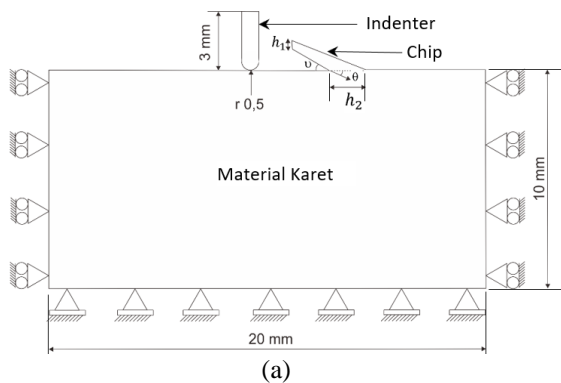 Indenter
3 mm
h₁
Chip
υ
θ
r 0,5
h₂
Material Karet
10 mm
20 mm
(a)